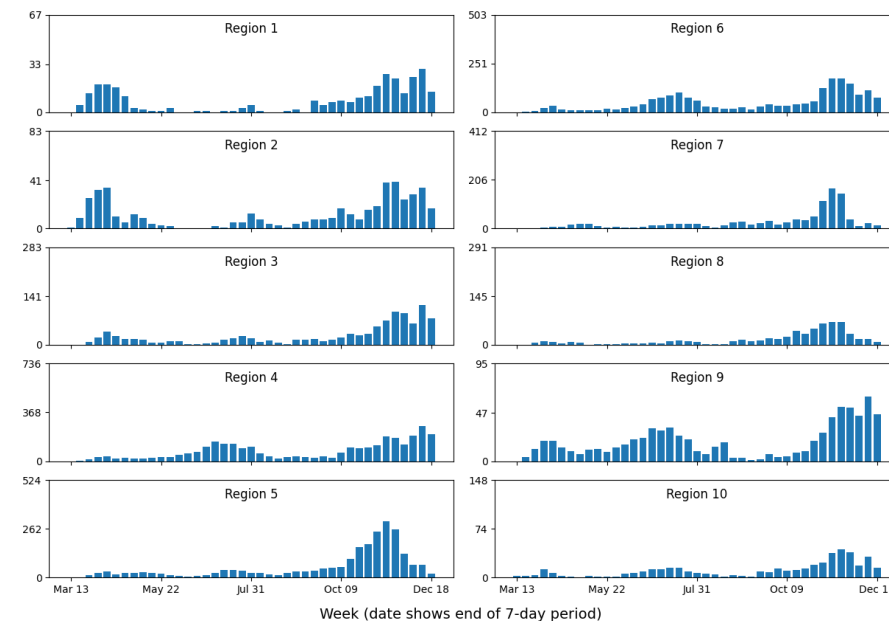 67
33
0
Region 1
503
251
0
Region 6
83
41
0
Region 2
412
206
0
Region 7
283
141
0
Region 3
291
145
0
Region 8
736
368
0
Region 4
95
47
0
Region 9
524
262
0
Region 5
148
74
0
Region 10
Mar 13 May 22 Jul 31 Oct 09 Dec 18
Mar 13 May 22 Jul 31 Oct 09 Dec 1
Week (date shows end of 7-day period)